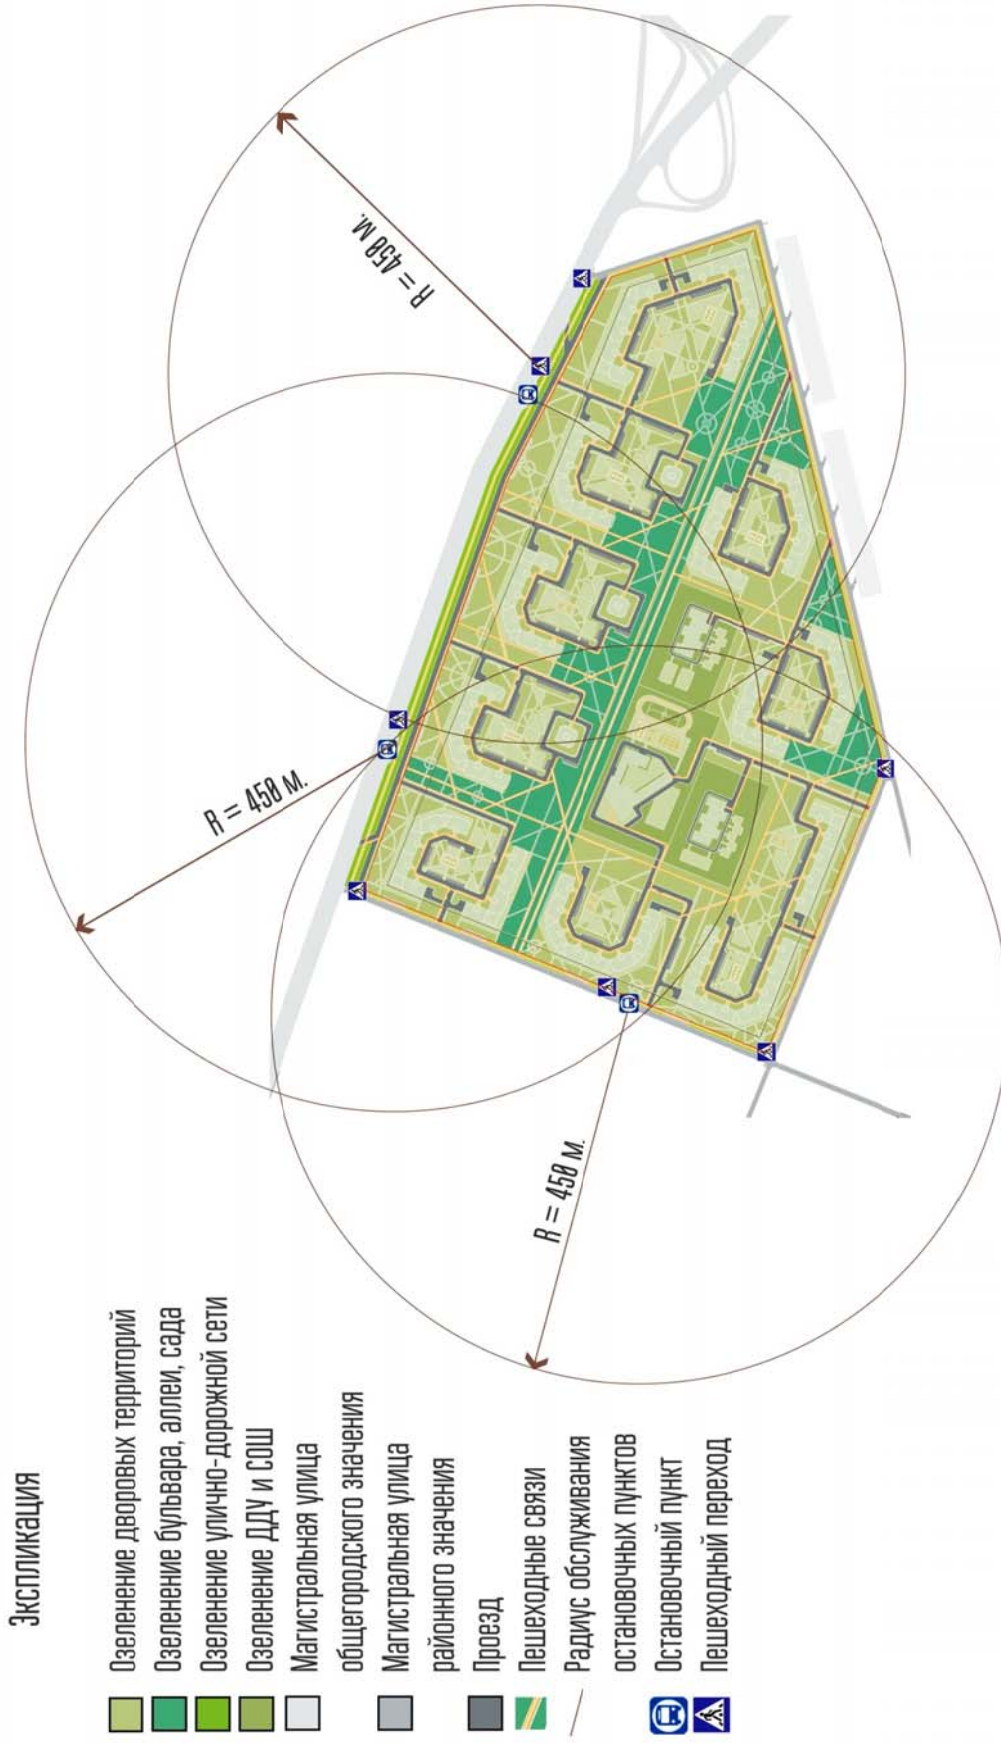 Экспликация
Озеленение дворовых территорий
Озеленение бульвара, аллеи, сада
Озеленение улично-дорожной сети
Озеленение ДДУ и СОШ
Магистральная улица
общегородского значения
Магистральная улица
районного значения
Проезд
Пешеходные связи
Радиус обслуживания
остановочных пунктов
Остановочный пункт
Пешеходный переход
R = 450 м.
R = 450 м.
R = 450 м.